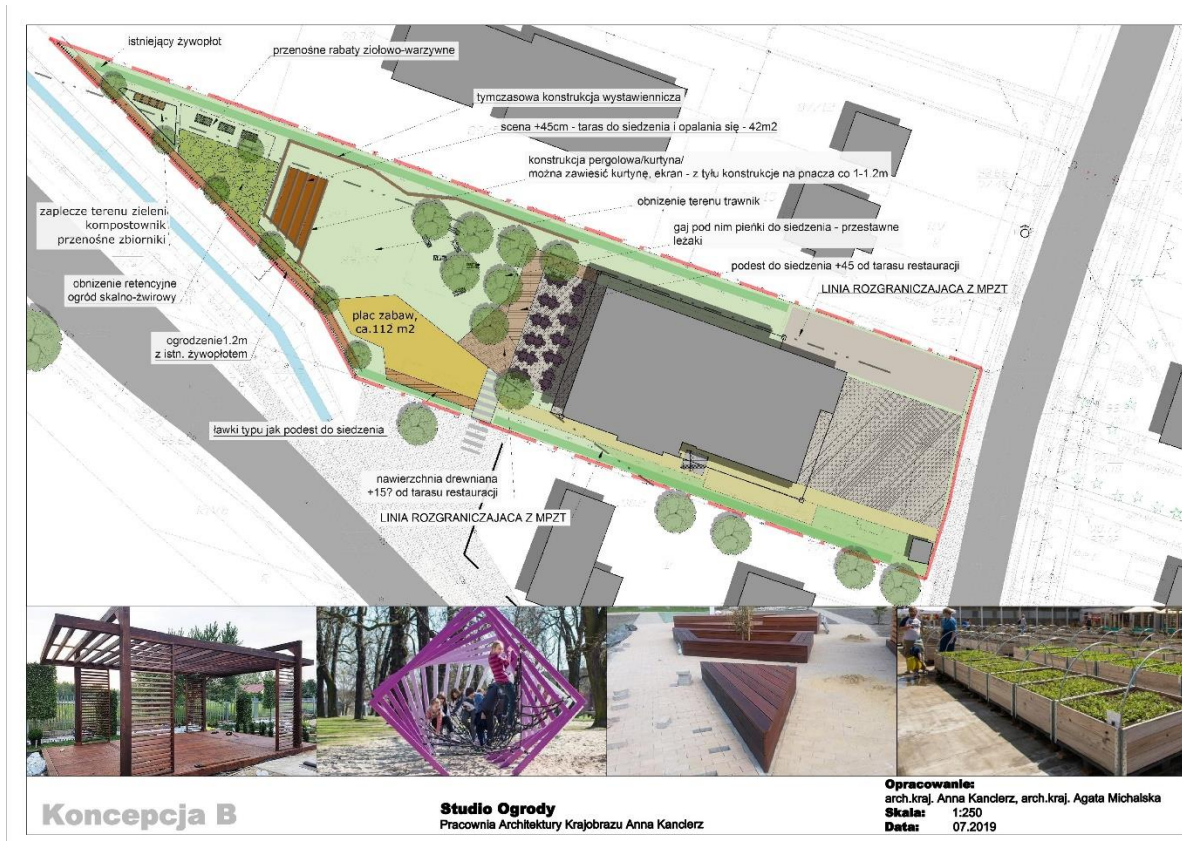 istniejący żywopłot
przenośne rabaty ziołowo-warzywne
tymczasowa konstrukcja wystawiennicza
scena +45cm - taras do siedzenia i opalania się - 42m2
konstrukcja pergolowa/kurtyna/
można zawiesić kurtynę, ekran - z tyłu konstrukcje na pnacza co 1-1.2m
obnizenie terenu trawnik
gaj pod nim pieńki do siedzenia - przestawne
leżaki
podest do siedzenia +45 od tarasu restauracji
LINIA ROZGRANICZAJACA Z MPZT
zaplecze terenu zieleni
kompostownik
przenośne zbiorniki
obnizenie retencyjne
ogród skalno-żwirowy
plac zabaw,
ca.112 m2
ogrodzenie1.2m
z istn. żywopłotem
ławki typu jak podest do siedzenia
nawierzchnia drewniana
+15? od tarasu restauracji
LINIA ROZGRANICZAJACA Z MPZT
Koncepcja B
Studio Ogrody
Pracownia Architektury Krajobrazu Anna Kanclerz
Opracowanie:
arch.kraj. Anna Kanclerz, arch.kraj. Agata Michalska
Skala: 1:250
Data: 07.2019